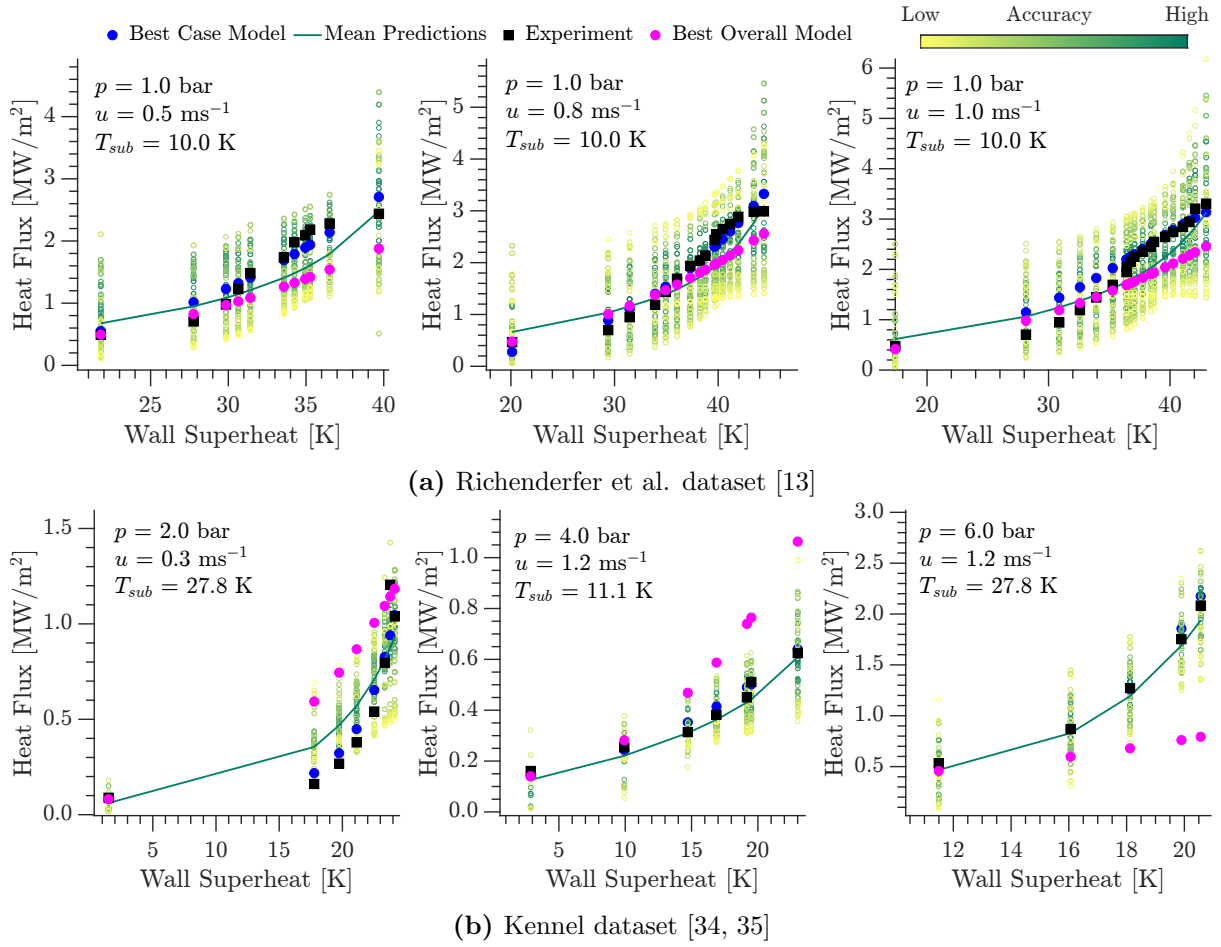 Low Accuracy High
Best Case Model Mean Predictions Experiment Best Overall Model
p = 1.0 bar
u = 0.5 ms⁻¹
T_sub = 10.0 K
Heat Flux [MW/m²]
0 1 2 3 4
25 30 35 40
Wall Superheat [K]
p = 1.0 bar
u = 0.8 ms⁻¹
T_sub = 10.0 K
Heat Flux [MW/m²]
0 1 2 3 4 5
20 30 40
Wall Superheat [K]
p = 1.0 bar
u = 1.0 ms⁻¹
T_sub = 10.0 K
Heat Flux [MW/m²]
0 1 2 3 4 5 6
20 30 40
Wall Superheat [K]
(a) Richenderfer et al. dataset [13]
p = 2.0 bar
u = 0.3 ms⁻¹
T_sub = 27.8 K
Heat Flux [MW/m²]
0.0 0.5 1.0 1.5
5 10 15 20
Wall Superheat [K]
p = 4.0 bar
u = 1.2 ms⁻¹
T_sub = 11.1 K
Heat Flux [MW/m²]
0.0 0.2 0.4 0.6 0.8 1.0
5 10 15 20
Wall Superheat [K]
p = 6.0 bar
u = 1.2 ms⁻¹
T_sub = 27.8 K
Heat Flux [MW/m²]
0.5 1.0 1.5 2.0 2.5 3.0
12 14 16 18 20
Wall Superheat [K]
(b) Kennel dataset [34, 35]